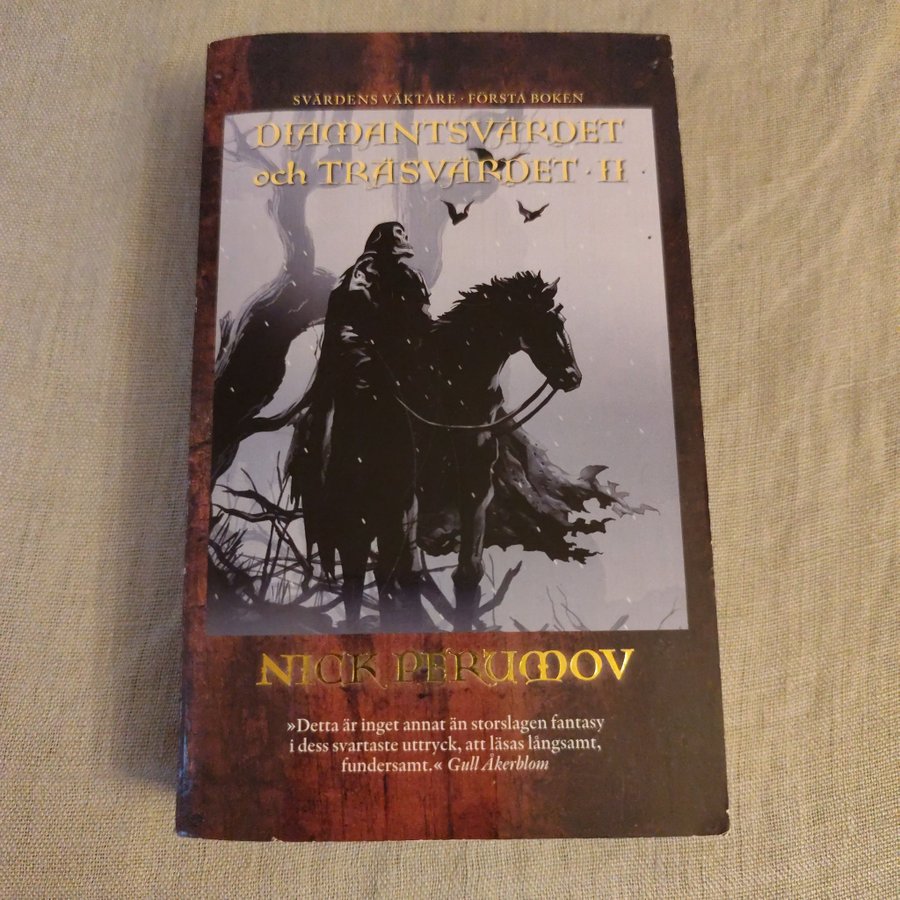 SVÄRDENS VÄKTARE · FÖRSTA BOKEN
DIAMANTSVÄRDET
och TRÄSVÄRDET · II
NICK PERUMOV
»Detta är inget annat än storslagen fantasy
i dess svartaste uttryck, att läsas långsamt,
fundersamt.« Gull Åkerblom